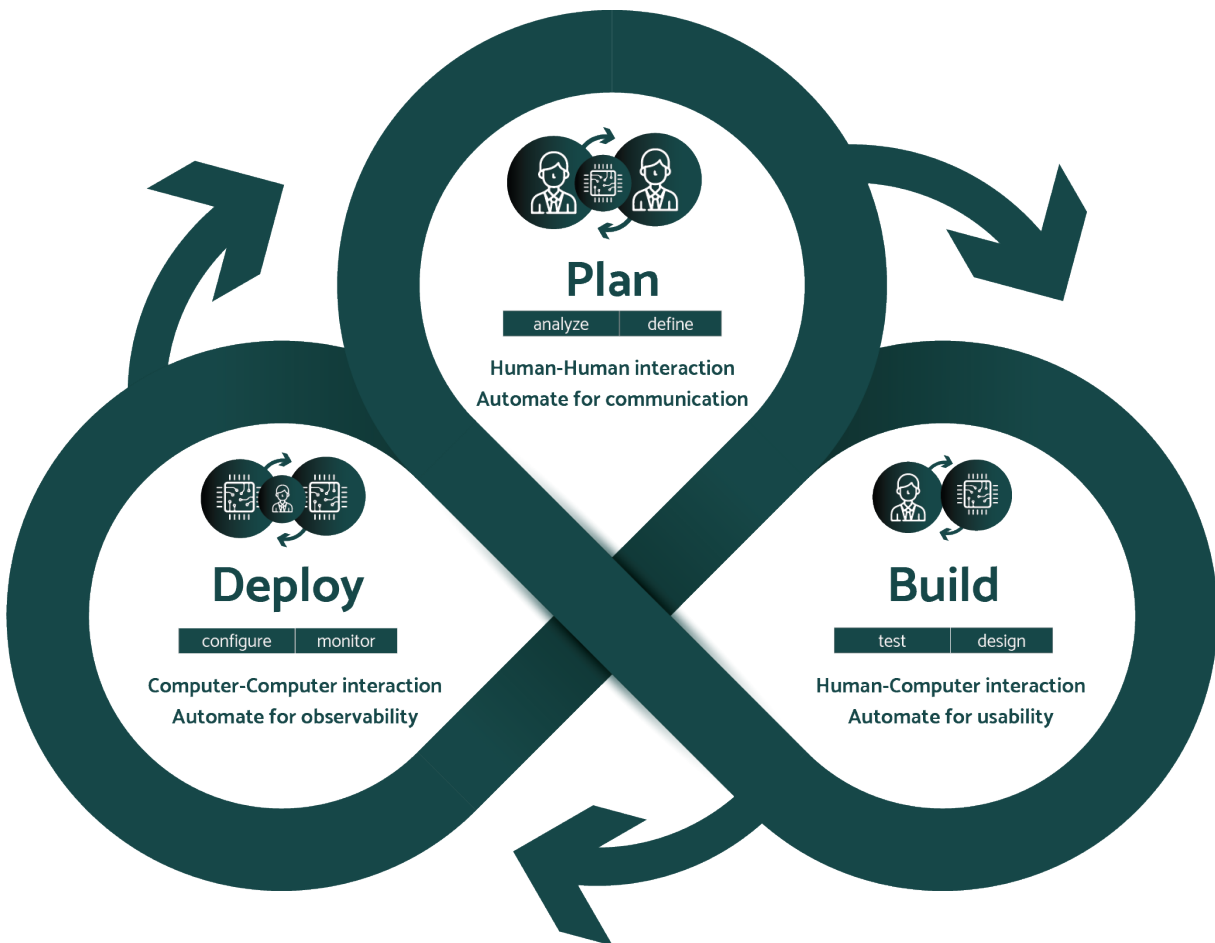 Plan
analyze define
Human-Human interaction
Automate for communication
Deploy
configure monitor
Computer-Computer interaction
Automate for observability
Build
test design
Human-Computer interaction
Automate for usability